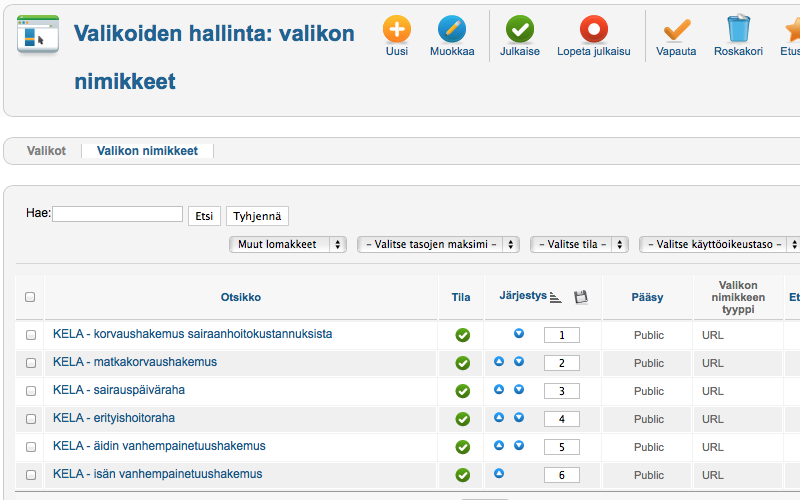 Valikoiden hallinta: valikon
nimikkeet
Uusi
Muokkaa
Julkaise
Lopeta julkaisu
Vapauta
Roskakori
Etus
Valikot
Valikon nimikkeet
Hae:
Etsi
Tyhjennä
Muut lomakkeet
- Valitse tasojen maksimi -
- Valitse tila -
- Valitse käyttöoikeustaso -
Otsikko
Tila
Järjestys
Pääsy
Valikon
nimikkeen
tyyppi
Et
KELA - korvaushakemus sairaanhoitokustannuksista 1 Public URL
KELA - matkakorvaushakemus 2 Public URL
KELA - sairauspäiväraha 3 Public URL
KELA - erityishoitoraha 4 Public URL
KELA - äidin vanhempainetuushakemus 5 Public URL
KELA - isän vanhempainetuushakemus 6 Public URL